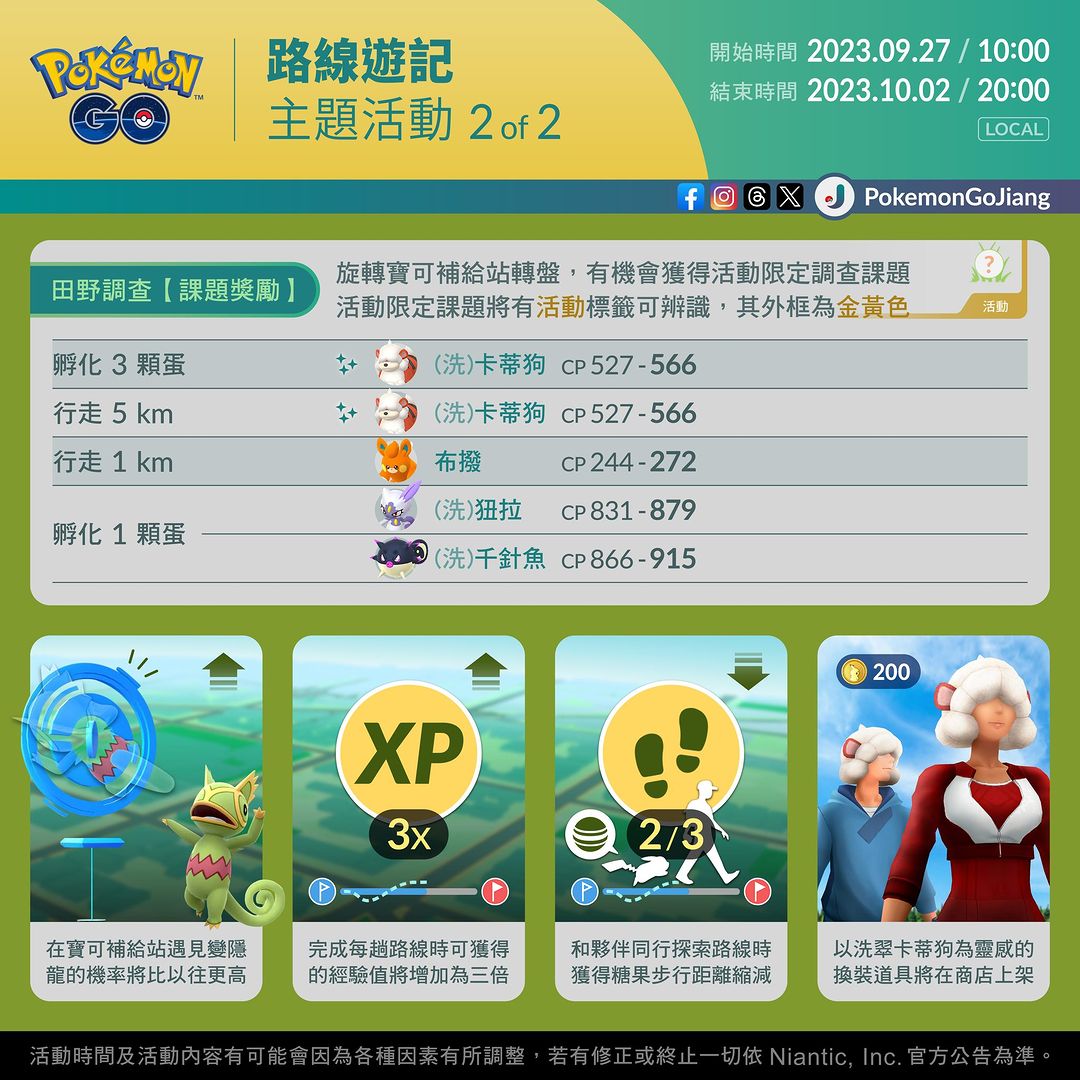 POKÉMON
GO
TM
路線遊記
主題活動 2 of 2
開始時間 2023.09.27 / 10:00
結束時間 2023.10.02 / 20:00
LOCAL
PokemonGoJiang
田野調查【課題獎勵】
旋轉寶可補給站轉盤,有機會獲得活動限定調查課題
活動限定課題將有活動標籤可辨識,其外框為金黃色
?
活動
孵化 3 顆蛋 (洗)卡蒂狗 CP 527 - 566
行走 5 km (洗)卡蒂狗 CP 527 - 566
行走 1 km 布撥 CP 244 - 272
孵化 1 顆蛋
(洗)狃拉 CP 831 - 879
(洗)千針魚 CP 866 - 915
在寶可補給站遇見變隱
龍的機率將比以往更高
XP
3x
完成每趟路線時可獲得
的經驗值將增加為三倍
2/3
和夥伴同行探索路線時
獲得糖果步行距離縮減
200
以洗翠卡蒂狗為靈感的
換裝道具將在商店上架
活動時間及活動內容有可能會因為各種因素有所調整,若有修正或終止一切依 Niantic, Inc. 官方公告為準。